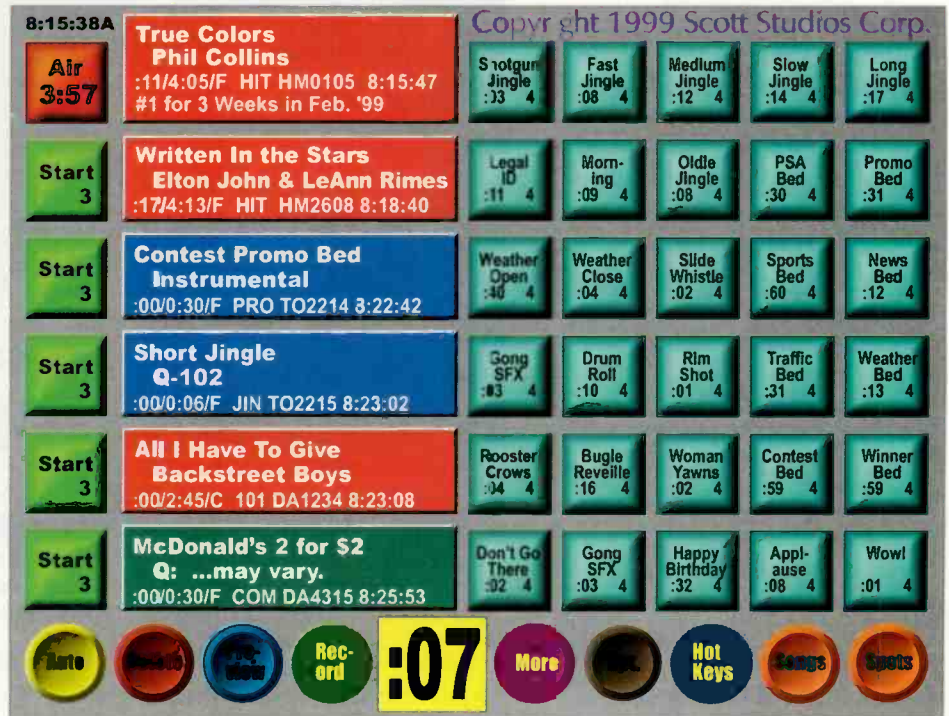 8:15:38A
Copyr ght 1999 Scott Studios Corp.
Air
3:57
True Colors
Phil Collins
:11/4:05/F HIT HM0105 8:15:47
#1 for 3 Weeks in Feb. '99
Shotgun
Jingle
:03 4
Fast
Jingle
:08 4
Medium
Jingle
:12 4
Slow
Jingle
:14 4
Long
Jingle
:17 4
Start
3
Written In the Stars
Elton John & LeAnn Rimes
:17/4:13/F HIT HM2608 8:18:40
Legal
ID
:11 4
Morn-
ing
:09 4
Oldie
Jingle
:08 4
PSA
Bed
:30 4
Promo
Bed
:31 4
Start
3
Contest Promo Bed
Instrumental
:00/0:30/F PRO TO2214 8:22:42
Weather
Open
:40 4
Weather
Close
:04 4
Slide
Whistle
:02 4
Sports
Bed
:60 4
News
Bed
:12 4
Start
3
Short Jingle
Q-102
:00/0:06/F JIN TO2215 8:23:02
Gong
SFX
:03 4
Drum
Roll
:10 4
Rim
Shot
:01 4
Traffic
Bed
:31 4
Weather
Bed
:13 4
Start
3
All I Have To Give
Backstreet Boys
:00/2:45/C 101 DA1234 8:23:08
Rooster
Crows
:04 4
Bugle
Reveille
:16 4
Woman
Yawns
:02 4
Contest
Bed
:59 4
Winner
Bed
:59 4
Start
3
McDonald's 2 for $2
Q: ...may vary.
:00/0:30/F COM DA4315 8:25:53
Don't Go
There
:02 4
Gong
SFX
:03 4
Happy
Birthday
:32 4
Appl-
ause
:08 4
Wow!
:01 4
Auto
Rec-
ord
:07
More
Hot
Keys
Songs
Spots